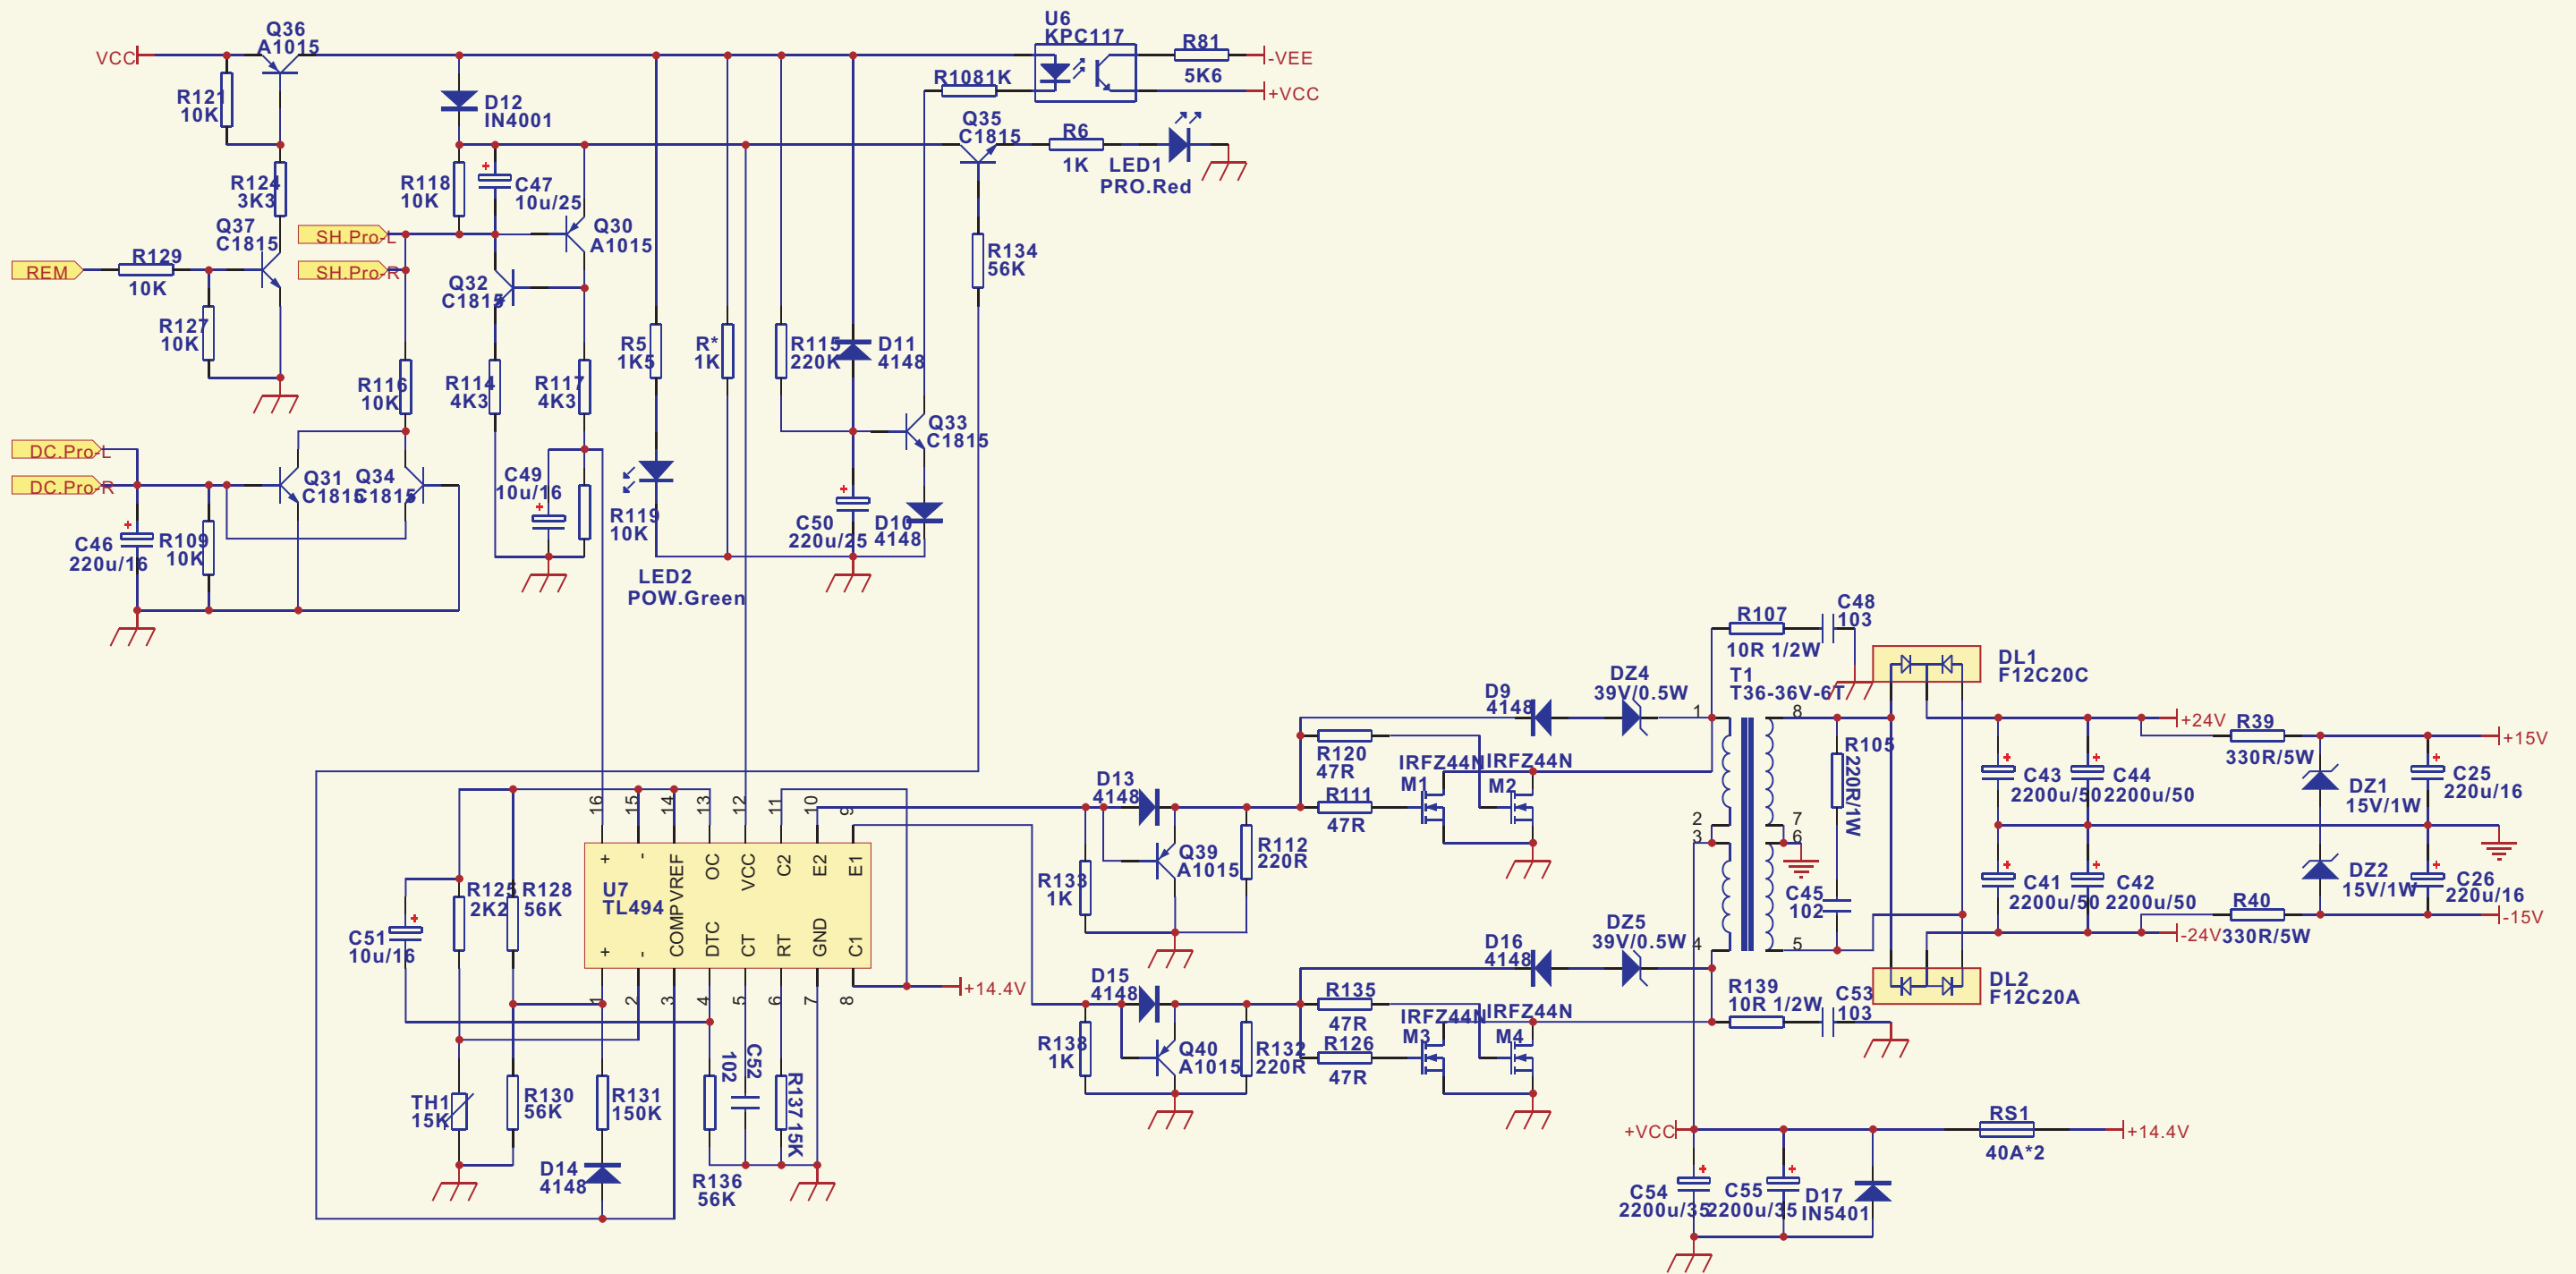 VCC
Q36
A1015
R121
10K
R124
3K3
Q37
C1815
REM
R129
10K
R127
10K
SH.Pro-L
SH.Pro-R
D12
IN4001
R118
10K
C47
10u/25
Q30
A1015
Q32
C1815
R116
10K
R114
4K3
R117
4K3
DC.Pro-L
DC.Pro-R
Q31
C1815
Q34
C1815
C46
220u/16
R109
10K
C49
10u/16
R119
10K
R5
1K5
R*
1K
R115
220K
D11
4148
Q33
C1815
C50
220u/25
D10
4148
LED2
POW.Green
U6
KPC117
R1081K
R81
5K6
-VEE
+VCC
Q35
C1815
R6
1K
LED1
PRO.Red
R134
56K
16
15
14
13
12
11
10
9
+
-
VREF
OC
VCC
C2
E2
E1
U7
TL494
+
-
COMP
DTC
CT
RT
GND
C1
1
2
3
4
5
6
7
8
+14.4V
R125
2K2
R128
56K
C51
10u/16
TH1
15K
R130
56K
R131
150K
D14
4148
C52
102
R137 15K
R136
56K
D13
4148
R133
1K
Q39
A1015
R112
220R
D15
4148
R138
1K
Q40
A1015
R132
220R
D9
4148
DZ4
39V/0.5W
R120
47R
R111
47R
IRFZ44N
M1
IRFZ44N
M2
D16
4148
DZ5
39V/0.5W
R135
47R
R126
47R
IRFZ44N
M3
IRFZ44N
M4
R107
10R 1/2W
C48
103
T1
T36-36V-6T
1
2
3
4
8
7
6
5
R105
220R/1W
C45
102
R139
10R 1/2W
C53
103
DL1
F12C20C
DL2
F12C20A
+24V
R39
330R/5W
+15V
C43
2200u/50
C44
2200u/50
DZ1
15V/1W
C25
220u/16
C41
2200u/50
C42
2200u/50
DZ2
15V/1W
C26
220u/16
R40
-24V
330R/5W
-15V
+VCC
RS1
40A*2
+14.4V
C54
2200u/35
C55
2200u/35
D17
IN5401